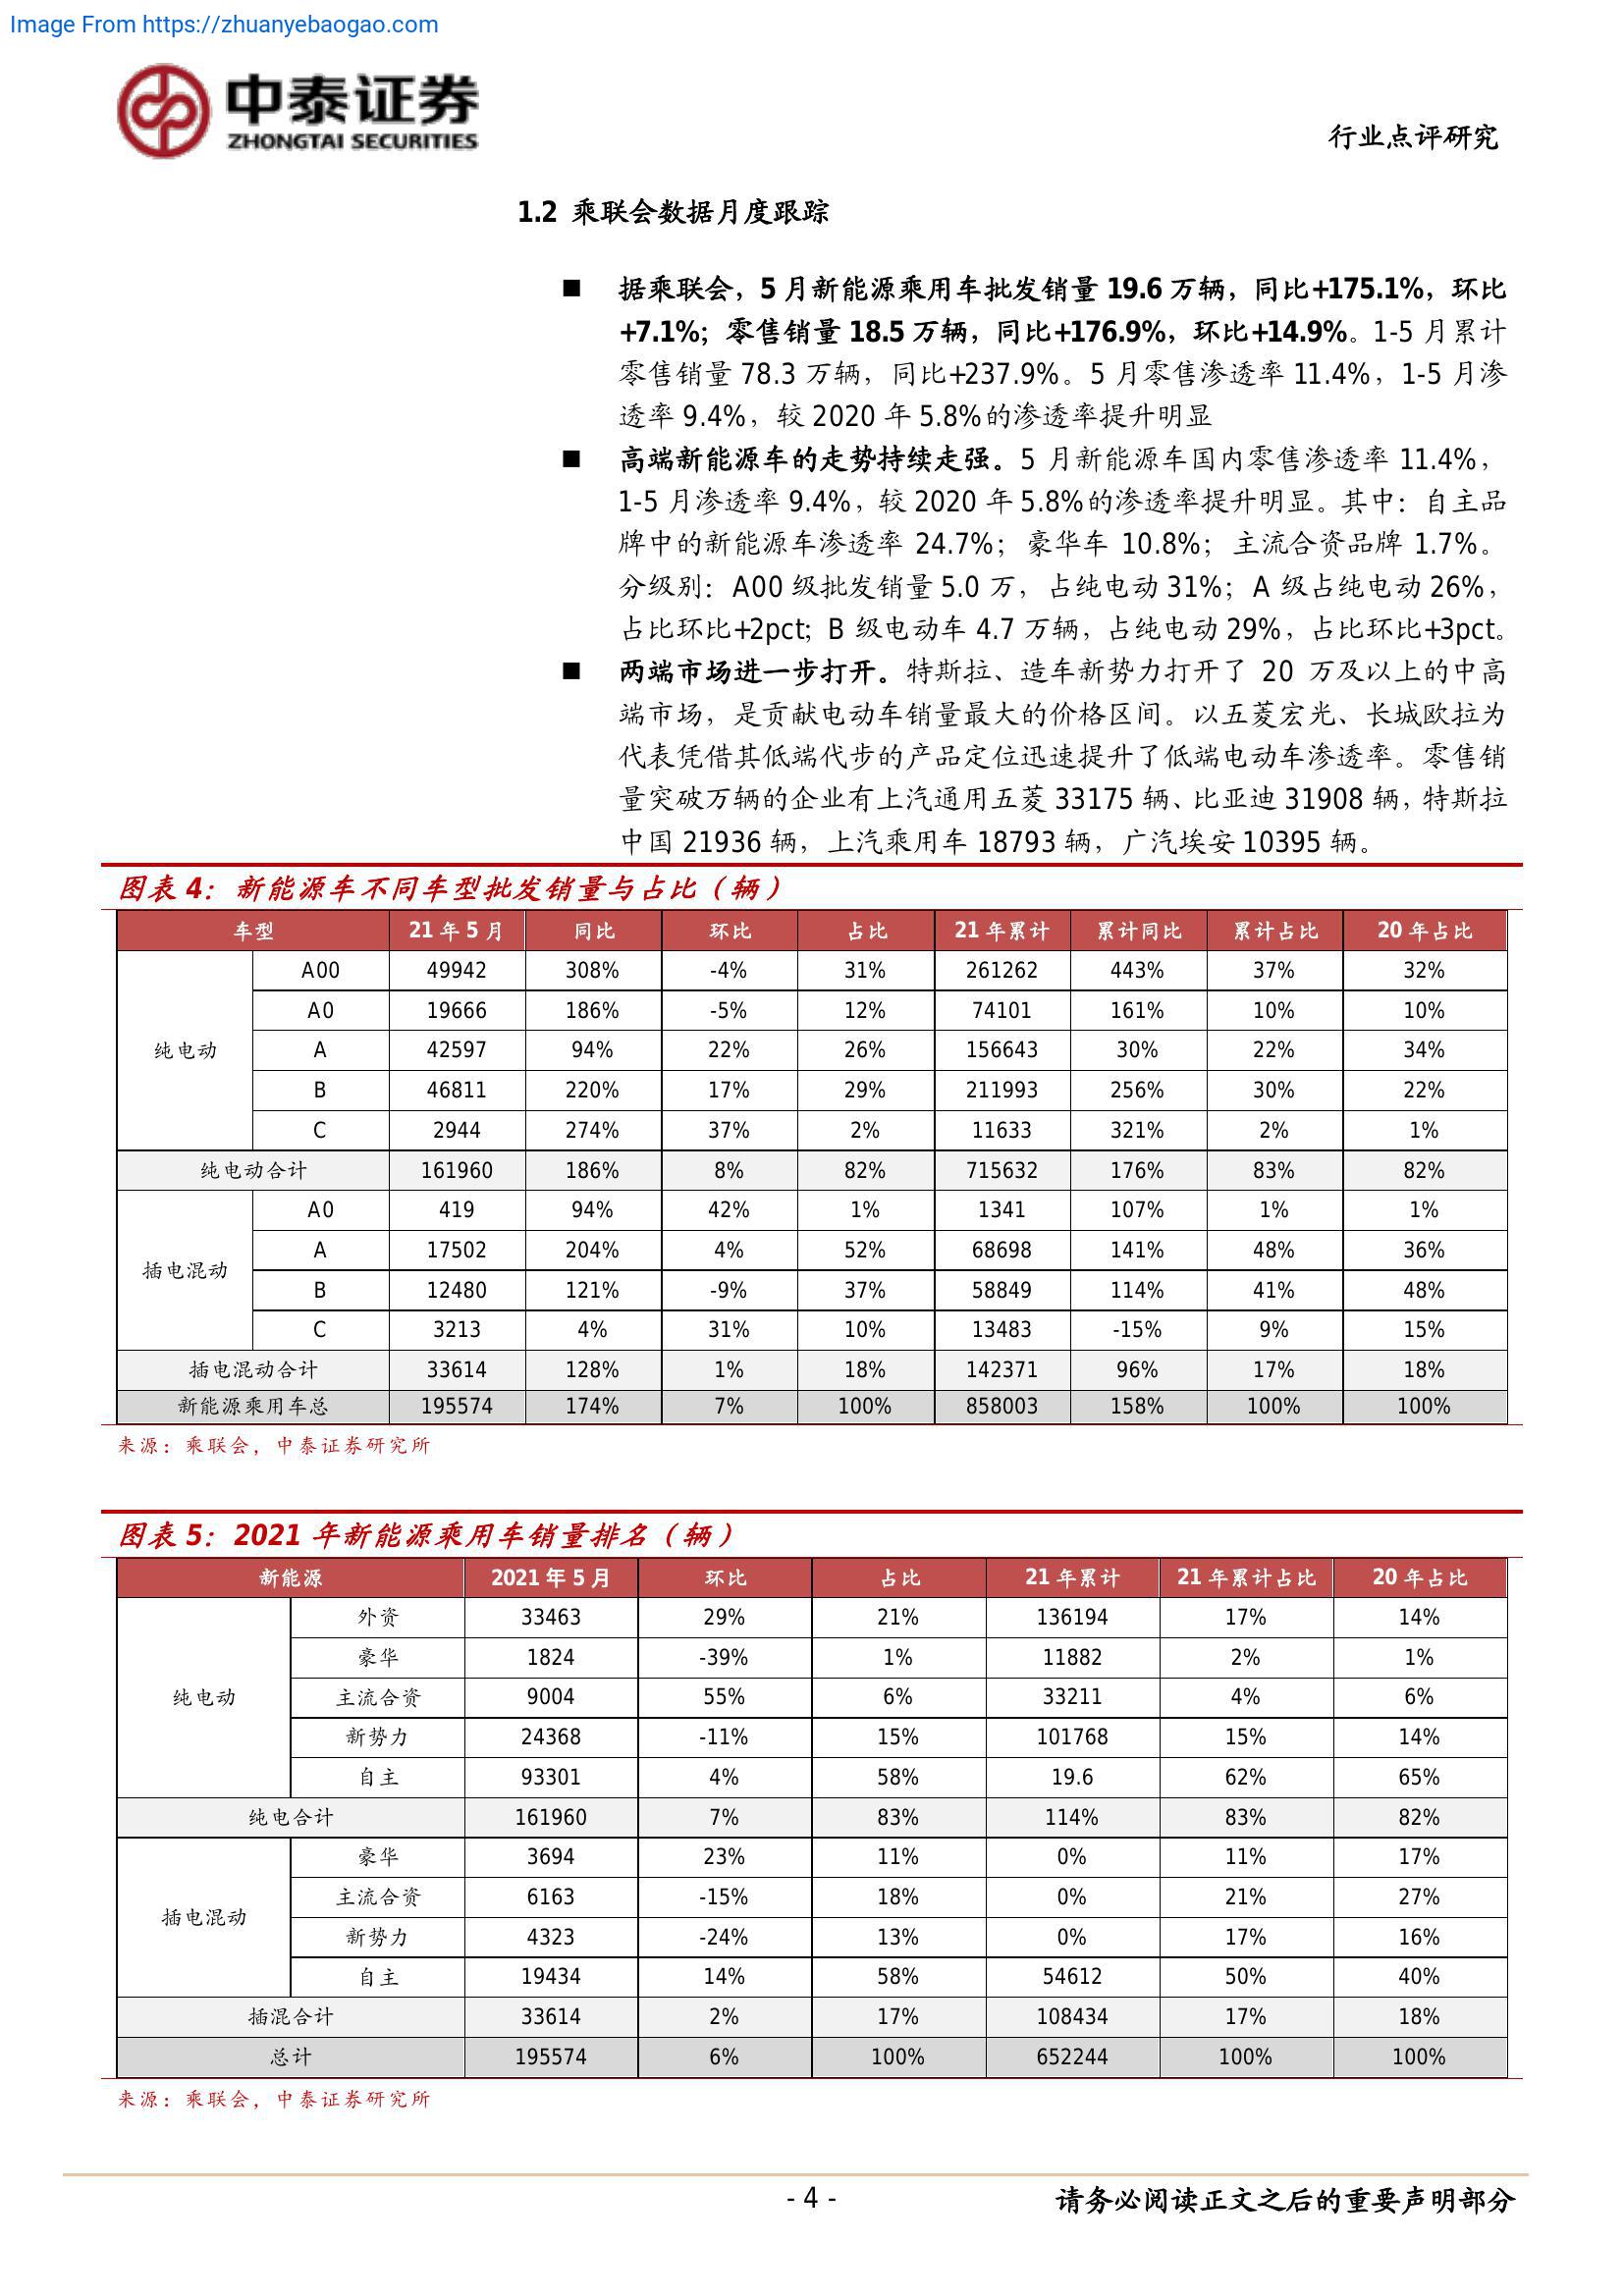 Image From https://zhuanyebaogao.com
中泰证券
ZHONGTAI SECURITIES
行业点评研究
1.2 乘联会数据月度跟踪
■ 据乘联会，5 月新能源乘用车批发销量 19.6 万辆，同比+175.1%，环比
+7.1%；零售销量 18.5 万辆，同比+176.9%，环比+14.9%。1-5 月累计
零售销量 78.3 万辆，同比+237.9%。5 月零售渗透率 11.4%，1-5 月渗
透率 9.4%，较 2020 年 5.8%的渗透率提升明显
■ 高端新能源车的走势持续走强。5 月新能源车国内零售渗透率 11.4%，
1-5 月渗透率 9.4%，较 2020 年 5.8%的渗透率提升明显。其中：自主品
牌中的新能源车渗透率 24.7%；豪华车 10.8%；主流合资品牌 1.7%。
分级别：A00 级批发销量 5.0 万，占纯电动 31%；A 级占纯电动 26%，
占比环比+2pct；B 级电动车 4.7 万辆，占纯电动 29%，占比环比+3pct。
■ 两端市场进一步打开。特斯拉、造车新势力打开了 20 万及以上的中高
端市场，是贡献电动车销量最大的价格区间。以五菱宏光、长城欧拉为
代表凭借其低端代步的产品定位迅速提升了低端电动车渗透率。零售销
量突破万辆的企业有上汽通用五菱 33175 辆、比亚迪 31908 辆，特斯拉
中国 21936 辆，上汽乘用车 18793 辆，广汽埃安 10395 辆。
图表 4：新能源车不同车型批发销量与占比（辆）
车型 21 年 5 月 同比 环比 占比 21 年累计 累计同比 累计占比 20 年占比
纯电动
A00 49942 308% -4% 31% 261262 443% 37% 32%
A0 19666 186% -5% 12% 74101 161% 10% 10%
A 42597 94% 22% 26% 156643 30% 22% 34%
B 46811 220% 17% 29% 211993 256% 30% 22%
C 2944 274% 37% 2% 11633 321% 2% 1%
纯电动合计 161960 186% 8% 82% 715632 176% 83% 82%
插电混动
A0 419 94% 42% 1% 1341 107% 1% 1%
A 17502 204% 4% 52% 68698 141% 48% 36%
B 12480 121% -9% 37% 58849 114% 41% 48%
C 3213 4% 31% 10% 13483 -15% 9% 15%
插电混动合计 33614 128% 1% 18% 142371 96% 17% 18%
新能源乘用车总 195574 174% 7% 100% 858003 158% 100% 100%
来源：乘联会，中泰证券研究所
图表 5：2021 年新能源乘用车销量排名（辆）
新能源 2021 年 5 月 环比 占比 21 年累计 21 年累计占比 20 年占比
纯电动
外资 33463 29% 21% 136194 17% 14%
豪华 1824 -39% 1% 11882 2% 1%
主流合资 9004 55% 6% 33211 4% 6%
新势力 24368 -11% 15% 101768 15% 14%
自主 93301 4% 58% 19.6 62% 65%
纯电合计 161960 7% 83% 114% 83% 82%
插电混动
豪华 3694 23% 11% 0% 11% 17%
主流合资 6163 -15% 18% 0% 21% 27%
新势力 4323 -24% 13% 0% 17% 16%
自主 19434 14% 58% 54612 50% 40%
插混合计 33614 2% 17% 108434 17% 18%
总计 195574 6% 100% 652244 100% 100%
来源：乘联会，中泰证券研究所
- 4 -
请务必阅读正文之后的重要声明部分